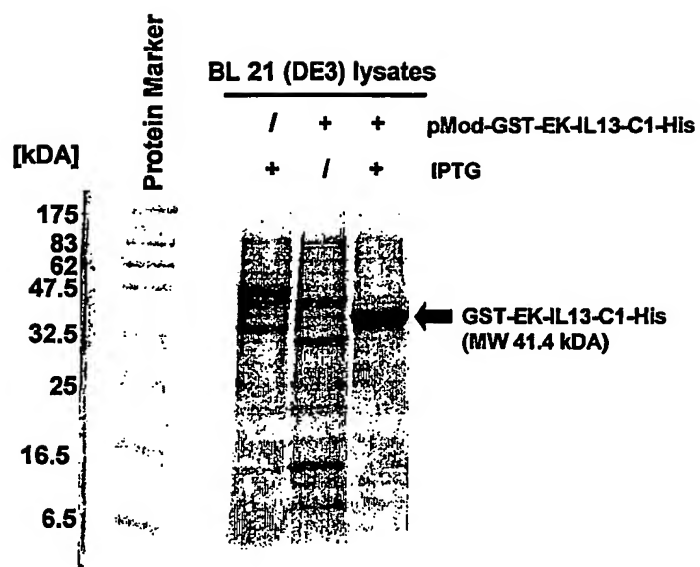 Protein Marker
BL 21 (DE3) lysates
/ + + pMod-GST-EK-IL13-C1-His
[kDA]
+ / + IPTG
175
83
62
47.5
32.5
25
16.5
6.5
GST-EK-IL13-C1-His
(MW 41.4 kDA)